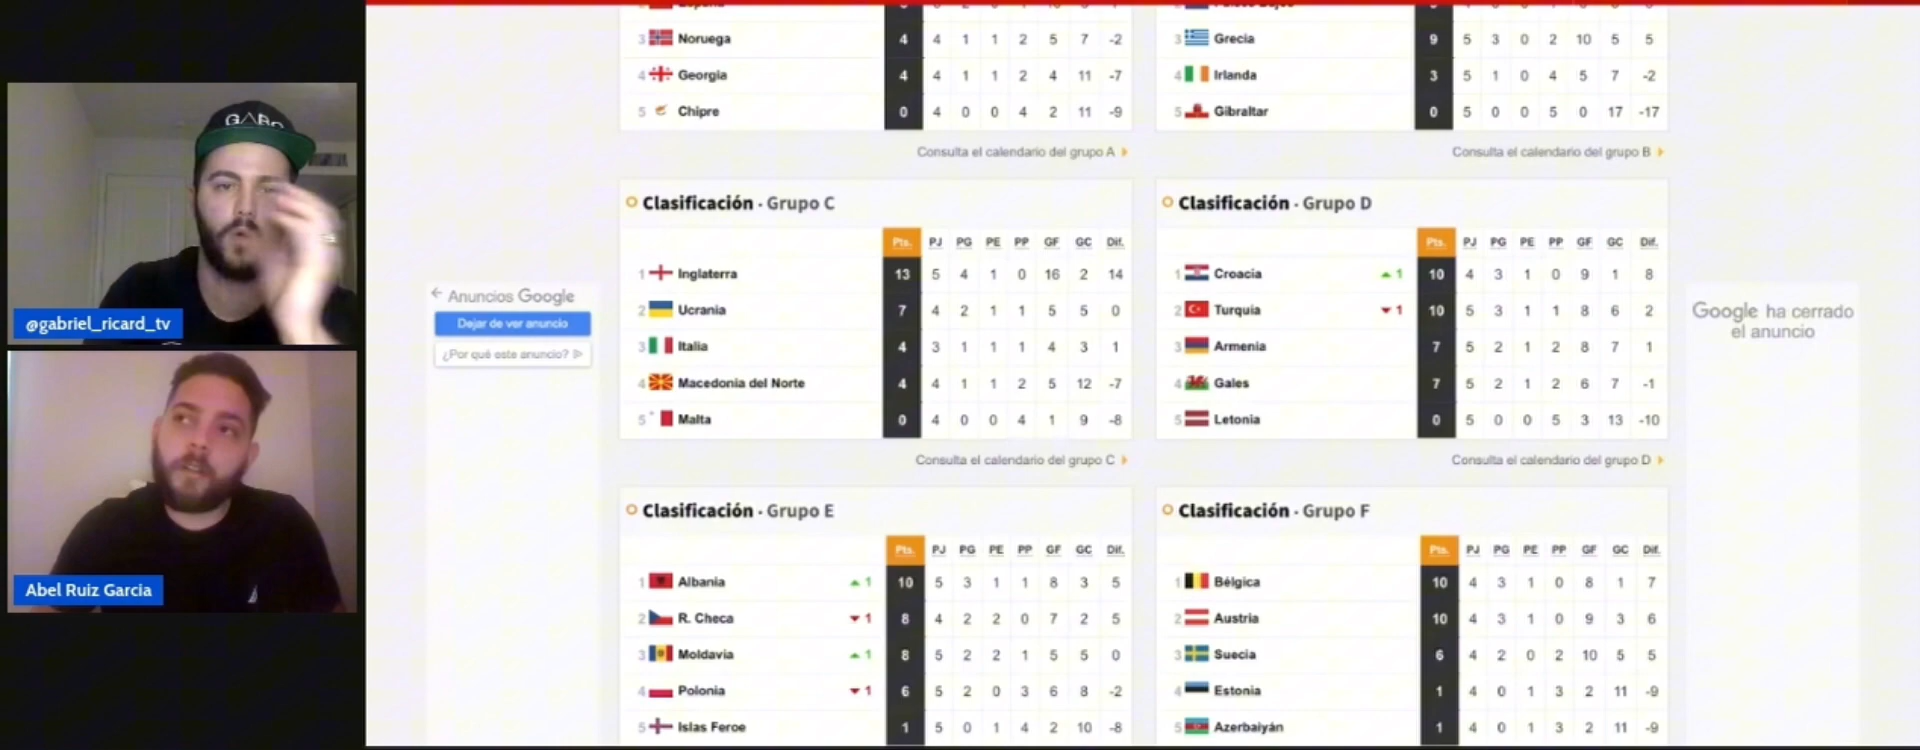 3 Noruega 4 4 1 1 2 5 7 -2
4 Georgia 4 4 1 1 2 4 11 -7
5 Chipre 0 4 0 0 4 2 11 -9
Consulta el calendario del grupo A
3 Grecia 9 5 3 0 2 10 5 5
4 Irlanda 3 5 1 0 4 5 7 -2
5 Gibraltar 0 5 0 0 5 0 17 -17
Consulta el calendario del grupo B
@gabriel_ricard_tv
Abel Ruiz Garcia
Anuncios Google
Dejar de ver anuncio
¿Por qué este anuncio?
Clasificación · Grupo C
Pts. PJ PG PE PP GF GC Dif.
1 Inglaterra 13 5 4 1 0 16 2 14
2 Ucrania 7 4 2 1 1 5 5 0
3 Italia 4 3 1 1 1 4 3 1
4 Macedonia del Norte 4 4 1 1 2 5 12 -7
5 Malta 0 4 0 0 4 1 9 -8
Consulta el calendario del grupo C
Clasificación · Grupo D
Pts. PJ PG PE PP GF GC Dif.
1 Croacia 1 10 4 3 1 0 9 1 8
2 Turquía 1 10 5 3 1 1 8 6 2
3 Armenia 7 5 2 1 2 8 7 1
4 Gales 7 5 2 1 2 6 7 -1
5 Letonia 0 5 0 0 5 3 13 -10
Consulta el calendario del grupo D
Google ha cerrado
el anuncio
Clasificación · Grupo E
Pts. PJ PG PE PP GF GC Dif.
1 Albania 1 10 5 3 1 1 8 3 5
2 R. Checa 1 8 4 2 2 0 7 2 5
3 Moldavia 1 8 5 2 2 1 5 5 0
4 Polonia 1 6 5 2 0 3 6 8 -2
5 Islas Feroe 1 5 0 1 4 2 10 -8
Clasificación · Grupo F
Pts. PJ PG PE PP GF GC Dif.
1 Bélgica 10 4 3 1 0 8 1 7
2 Austria 10 4 3 1 0 9 3 6
3 Suecia 6 4 2 0 2 10 5 5
4 Estonia 1 4 0 1 3 2 11 -9
5 Azerbaiyán 1 4 0 1 3 2 11 -9